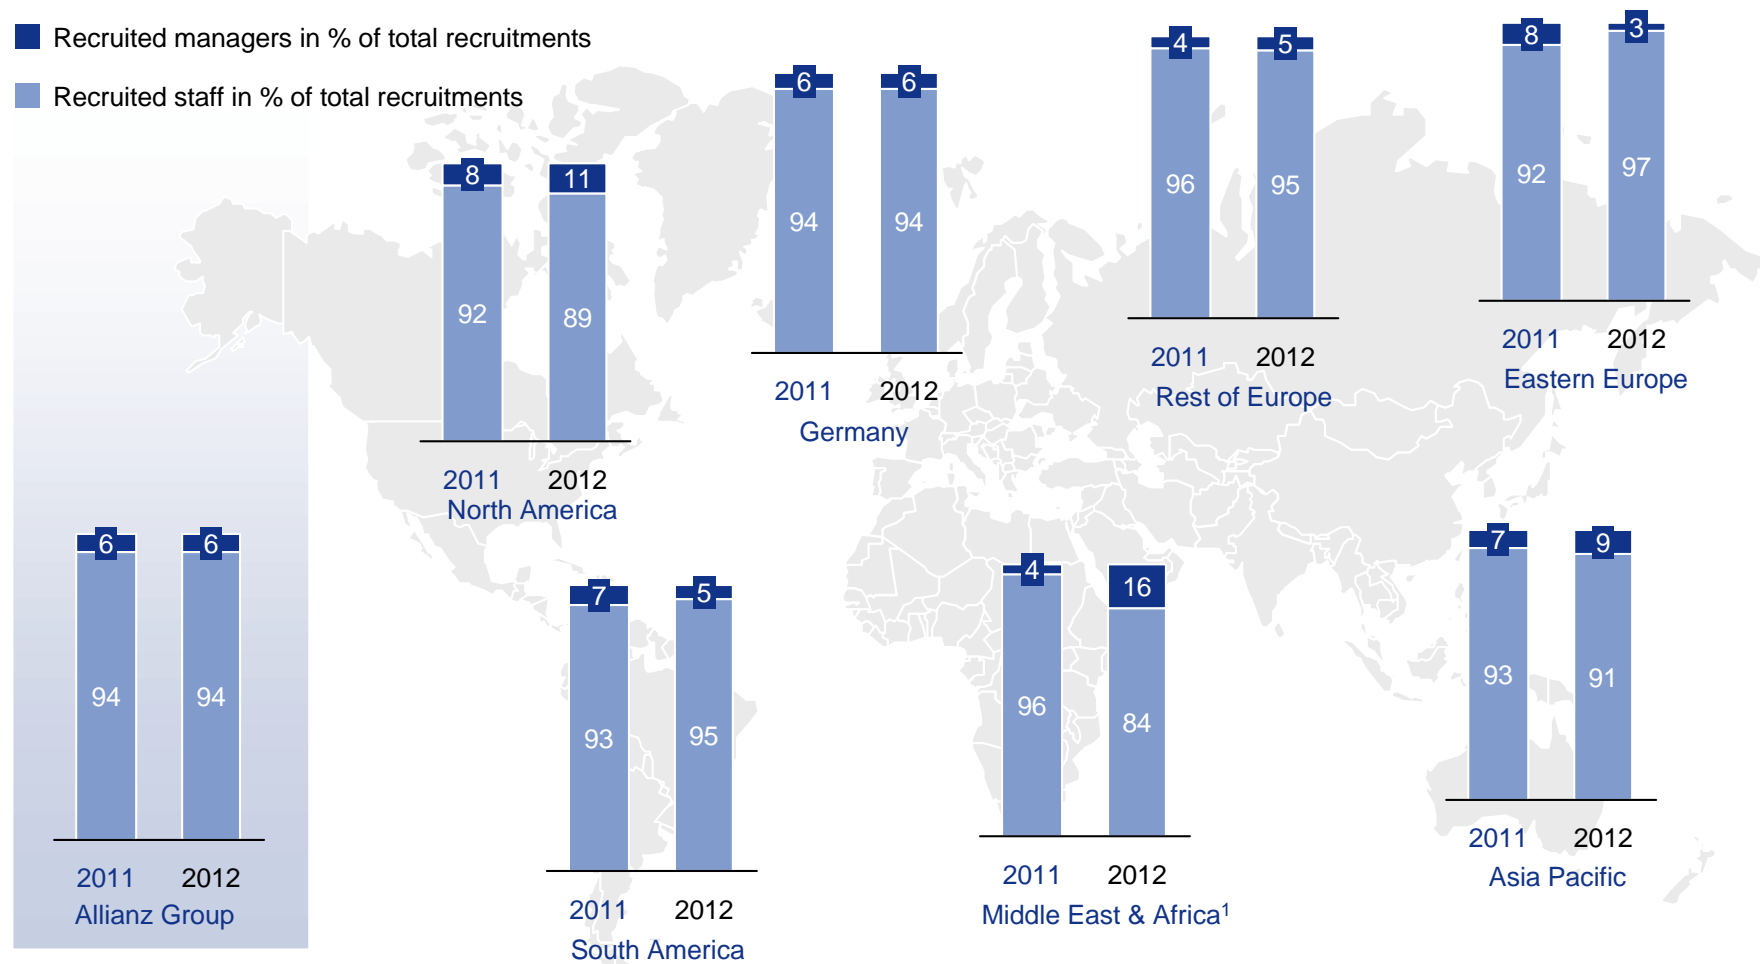 Recruited managers in % of total recruitments
Recruited staff in % of total recruitments
8 11
92 89
2011 2012
North America
6 6
94 94
2011 2012
Germany
4 5
96 95
2011 2012
Rest of Europe
8 3
92 97
2011 2012
Eastern Europe
6 6
94 94
2011 2012
Allianz Group
7 5
93 95
2011 2012
South America
4 16
96 84
2011 2012
Middle East & Africa¹
7 9
93 91
2011 2012
Asia Pacific